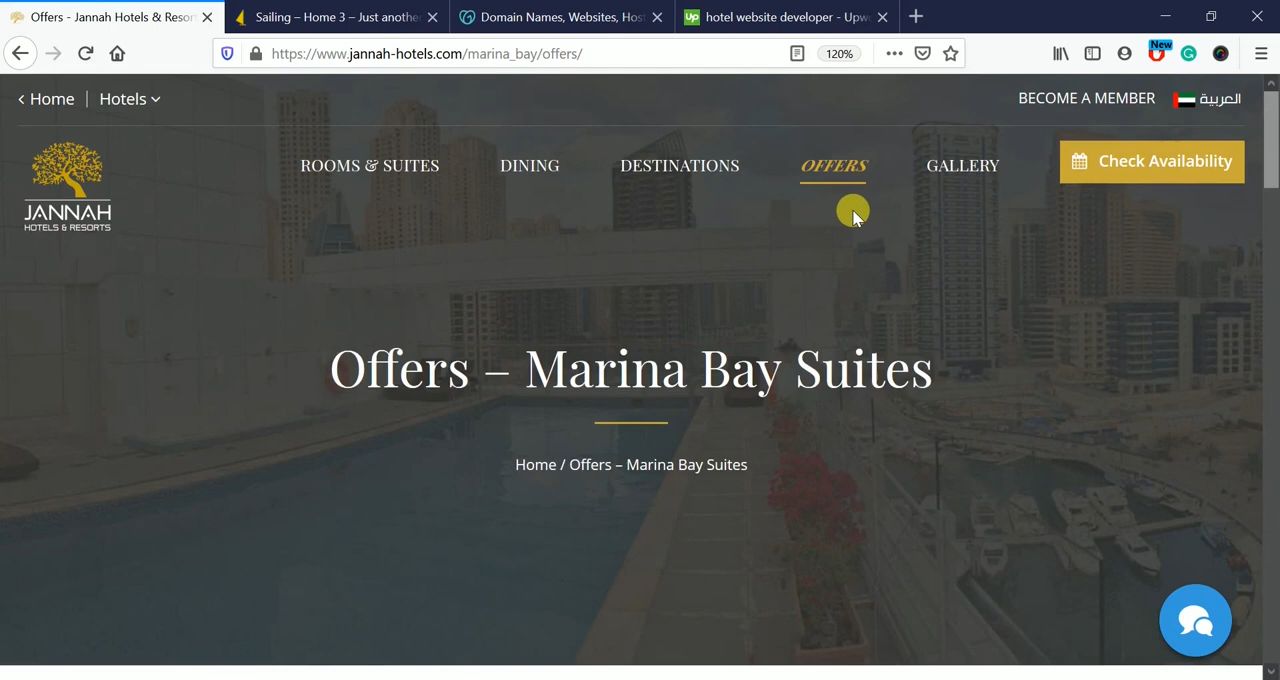 Offers - Jannah Hotels & Resor
Sailing – Home 3 – Just anothe
Domain Names, Websites, Hos
up hotel website developer - Upw
https://www.jannah-hotels.com/marina_bay/offers/
120%
New
Home | Hotels
BECOME A MEMBER
العربية
ROOMS & SUITES
DINING
DESTINATIONS
OFFERS
GALLERY
Check Availability
JANNAH
HOTELS & RESORTS
Offers – Marina Bay Suites
Home / Offers – Marina Bay Suites